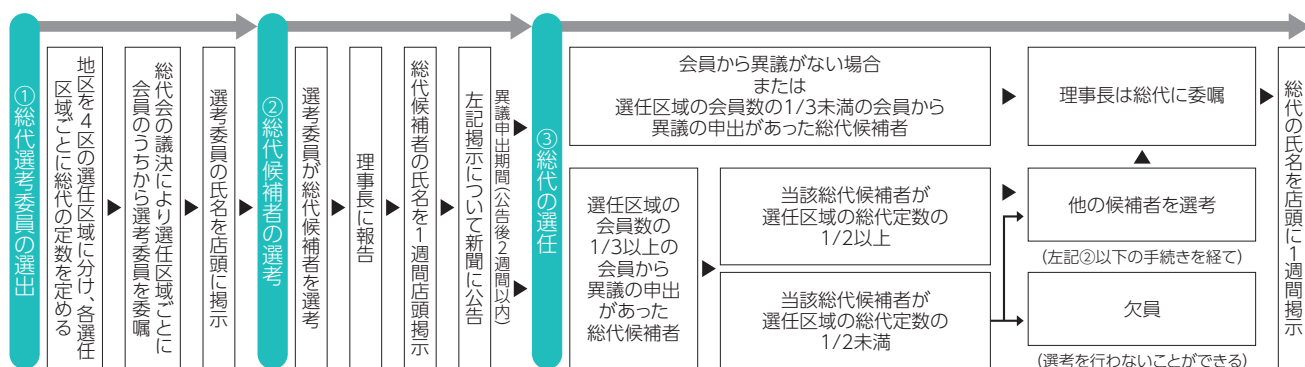 ①総代選考委員の選出
地区を4区の選任区域に分け、各選任
区域ごとに総代の定数を定める
総代会の議決により選任区域ごとに
会員のうちから選考委員を委嘱
選考委員の氏名を店頭に掲示
②総代候補者の選考
選考委員が総代候補者を選考
理事長に報告
総代候補者の氏名を1週間店頭掲示
左記掲示について新聞に公告
異議申出期間(公告後2週間以内)
③総代の選任
会員から異議がない場合
または
選任区域の会員数の1/3未満の会員から
異議の申出があった総代候補者
理事長は総代に委嘱
選任区域の
会員数の
1/3以上の
会員から
異議の申出
があった
総代候補者
当該総代候補者が
選任区域の総代定数の
1/2以上
当該総代候補者が
選任区域の総代定数の
1/2未満
他の候補者を選考
(左記②以下の手続きを経て)
欠員
(選考を行わないことができる)
総代の氏名を店頭に1週間掲示